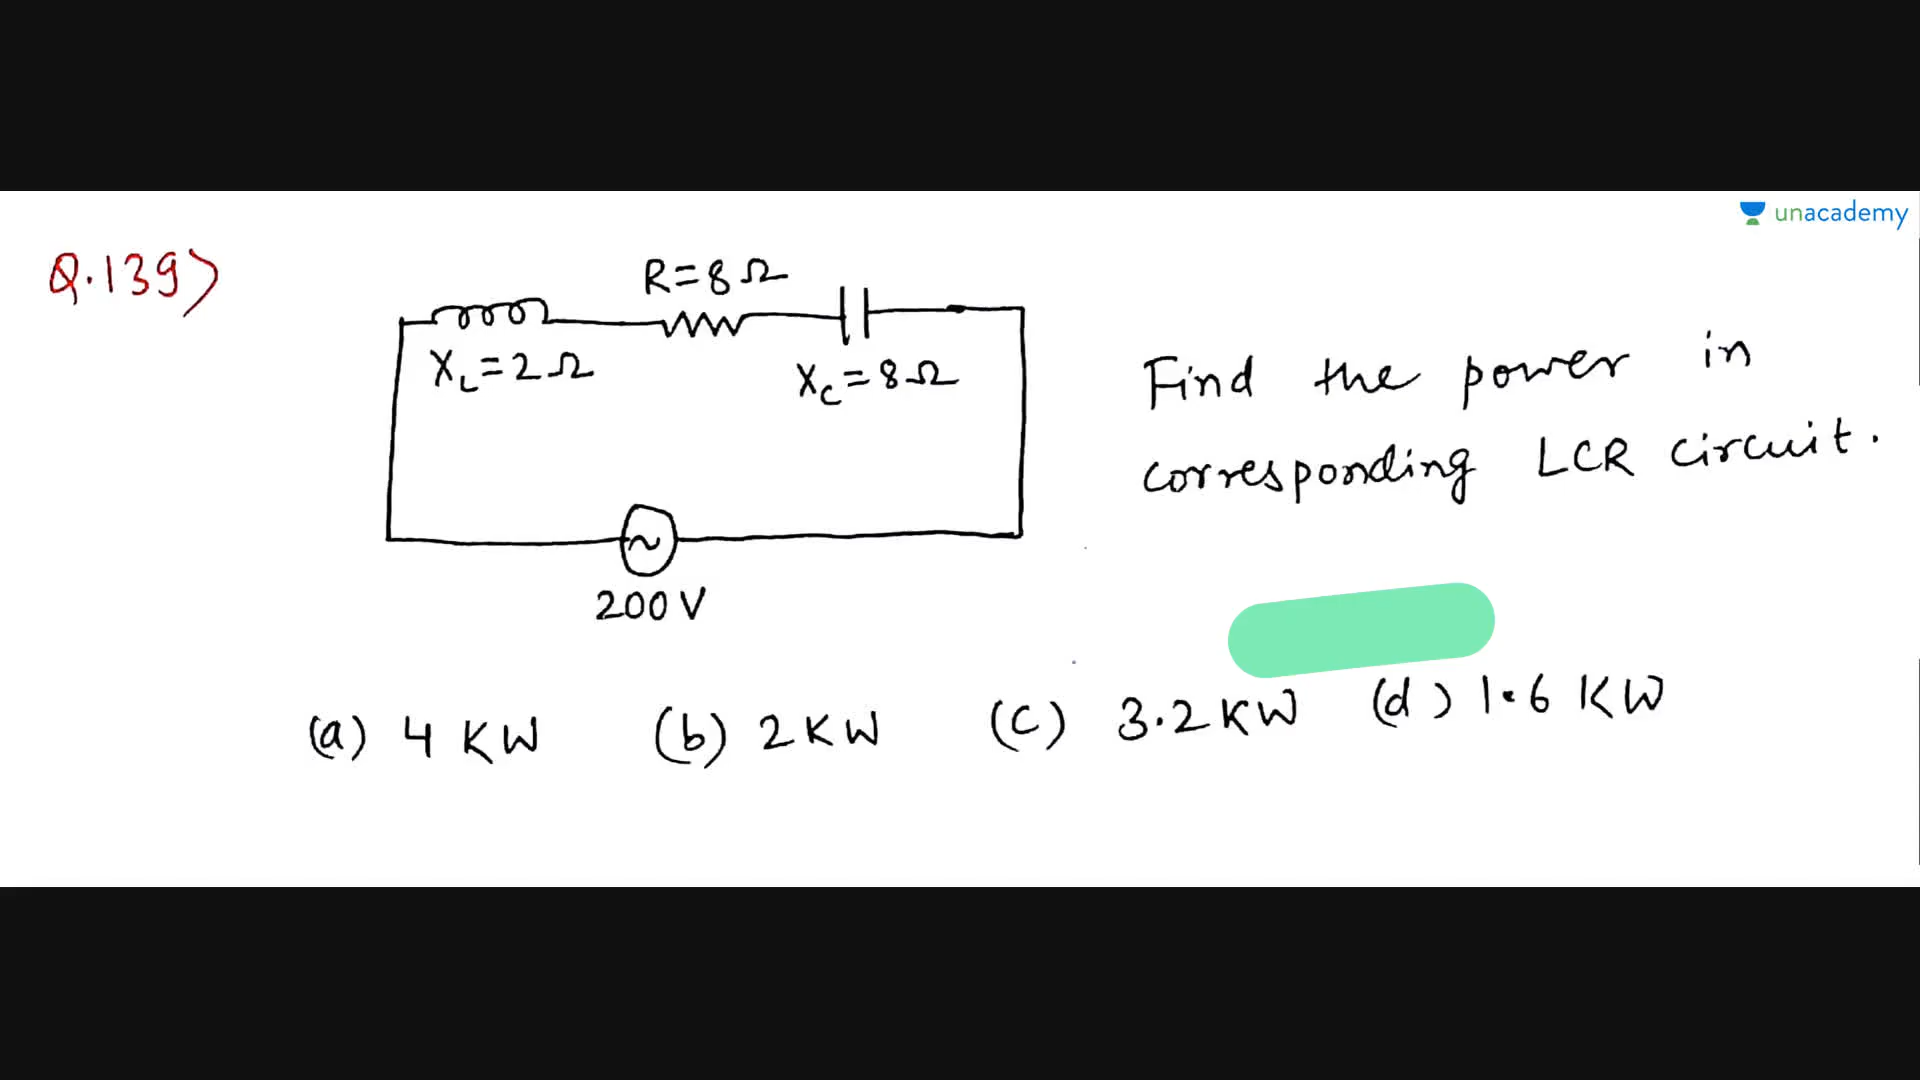 unacademy
Q.139)
R=8Ω
X_L=2Ω
X_C=8Ω
200V
Find the power in
corresponding LCR circuit.
(a) 4 KW (b) 2KW (c) 3.2KW (d) 1.6 KW